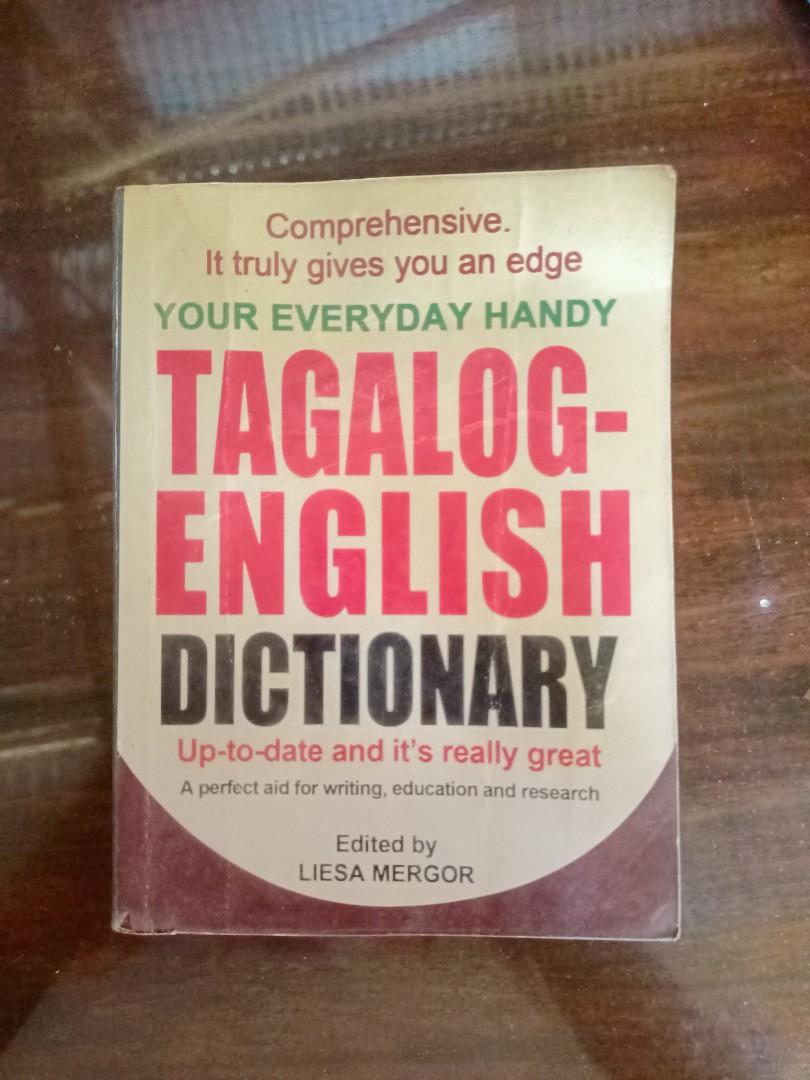 Comprehensive.
It truly gives you an edge
YOUR EVERYDAY HANDY
TAGALOG-
ENGLISH
DICTIONARY
Up-to-date and it's really great
A perfect aid for writing, education and research
Edited by
LIESA MERGOR